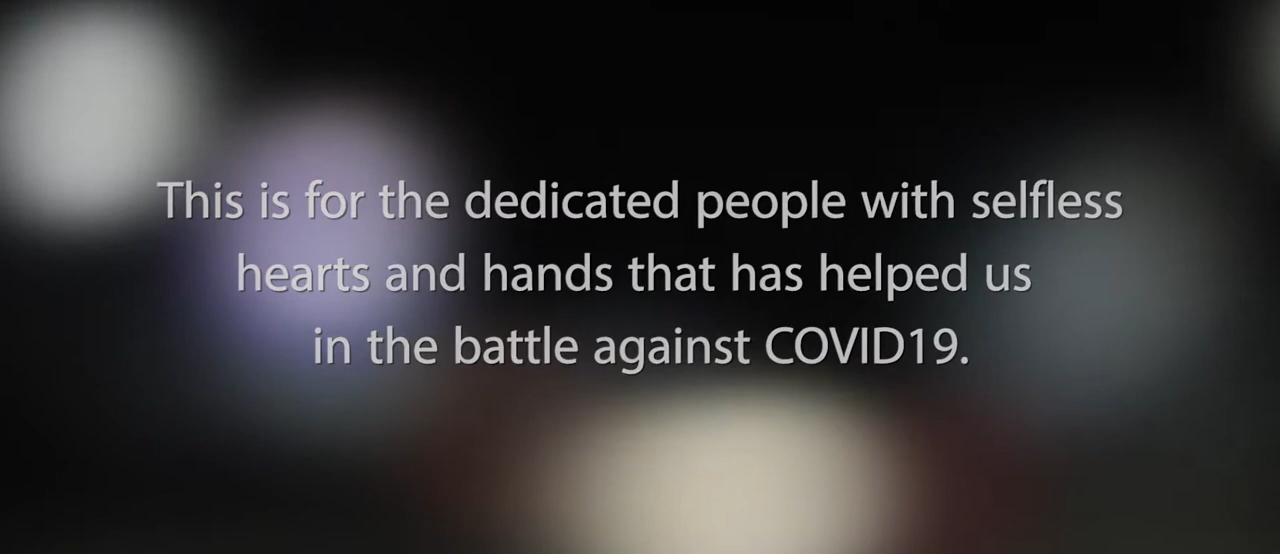 This is for the dedicated people with selfless
hearts and hands that has helped us
in the battle against COVID19.